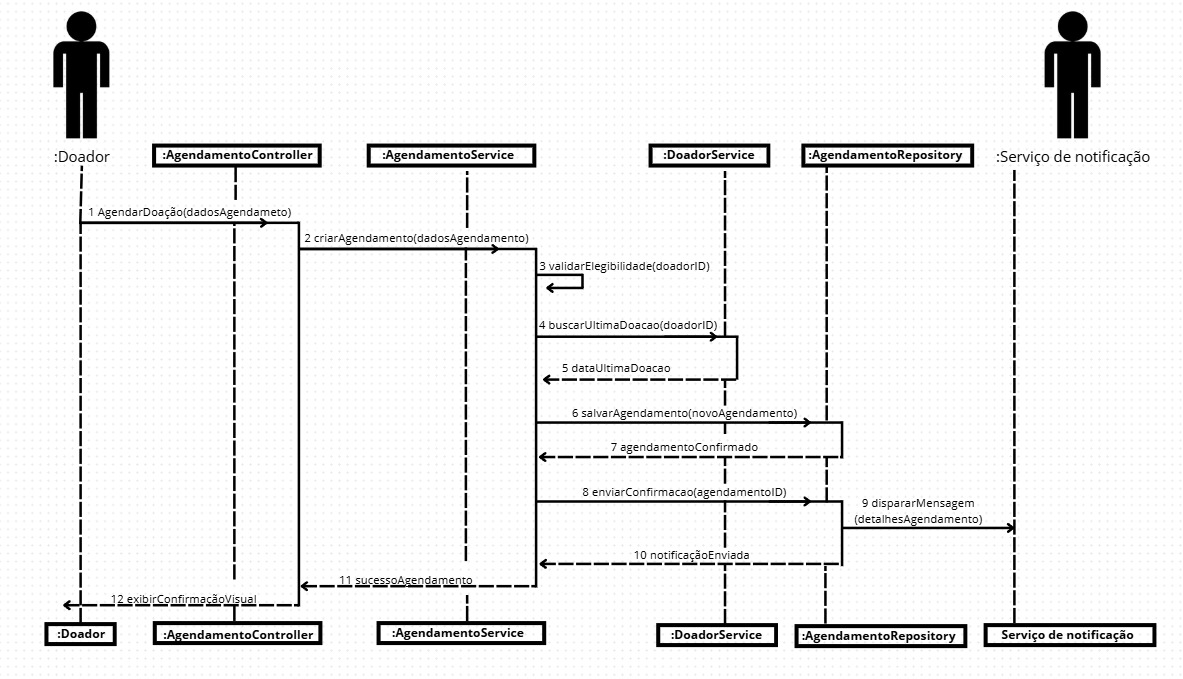 :Doador
:AgendamentoController
:AgendamentoService
:DoadorService
:AgendamentoRepository
:Serviço de notificação
1 AgendarDoação(dadosAgendameto)
2 criarAgendamento(dadosAgendamento)
3 validarElegibilidade(doadorID)
4 buscarUltimaDoacao(doadorID)
5 dataUltimaDoacao
6 salvarAgendamento(novoAgendamento)
7 agendamentoConfirmado
8 enviarConfirmacao(agendamentoID)
9 dispararMensagem
(detalhesAgendamento)
10 notificaçãoEnviada
11 sucessoAgendamento
12 exibirConfirmaçãoVisual
:Doador
:AgendamentoController
:AgendamentoService
:DoadorService
:AgendamentoRepository
Serviço de notificação